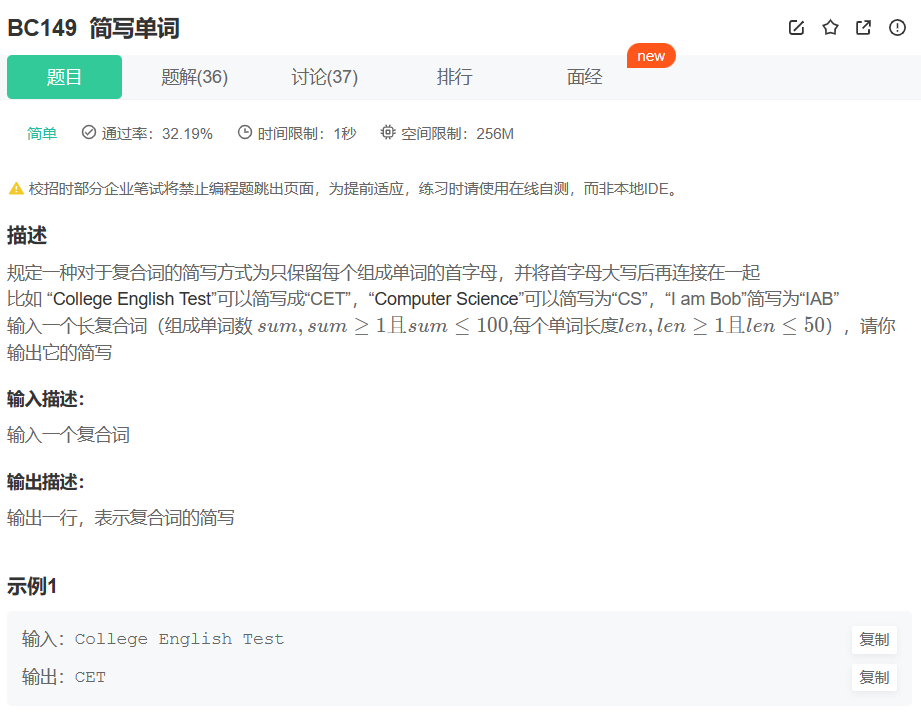 BC149 简写单词
题目 题解(36) 讨论(37) 排行 面经 new
简单 通过率：32.19% 时间限制：1秒 空间限制：256M
校招时部分企业笔试将禁止编程题跳出页面，为提前适应，练习时请使用在线自测，而非本地IDE。
描述
规定一种对于复合词的简写方式为只保留每个组成单词的首字母，并将首字母大写后再连接在一起
比如 “College English Test”可以简写成“CET”，“Computer Science”可以简写为“CS”，“I am Bob”简写为“IAB”
输入一个长复合词（组成单词数 sum, sum ≥ 1且sum ≤ 100,每个单词长度len, len ≥ 1且len ≤ 50），请你
输出它的简写
输入描述：
输入一个复合词
输出描述：
输出一行，表示复合词的简写
示例1
输入：College English Test 复制
输出：CET 复制